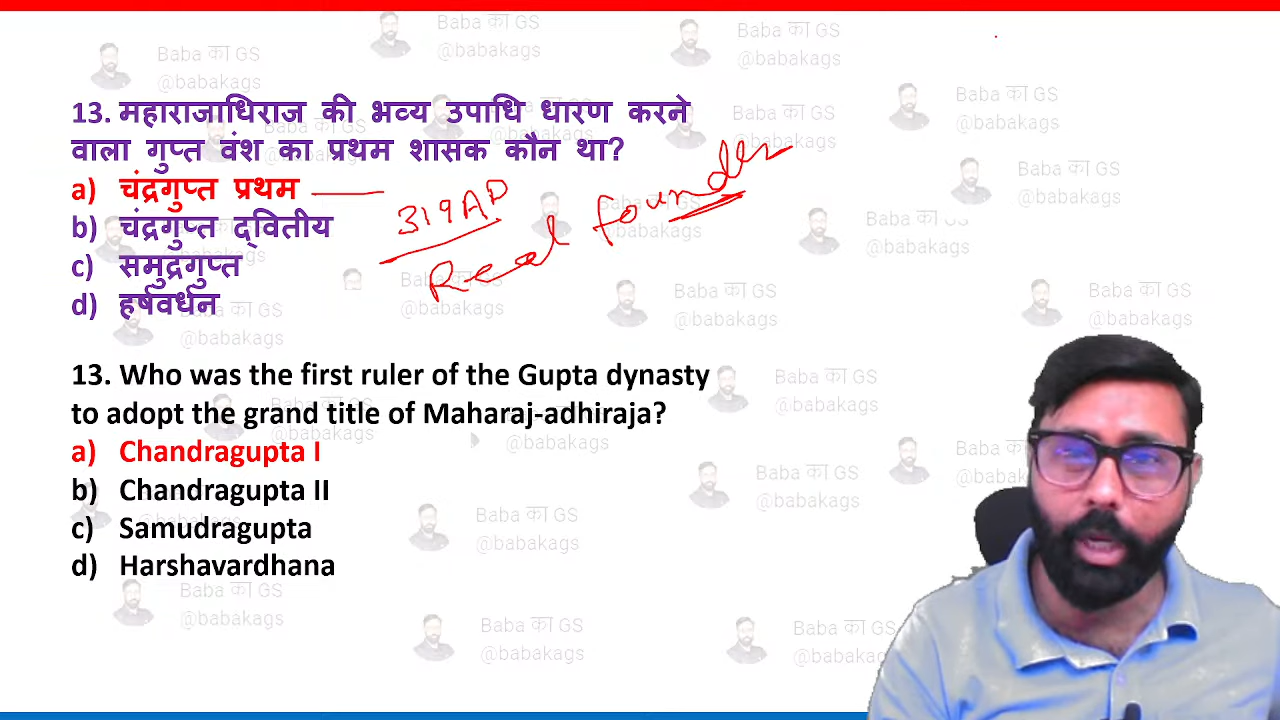 13. महाराजाधिराज की भव्य उपाधि धारण करने
वाला गुप्त वंश का प्रथम शासक कौन था?
a) चंद्रगुप्त प्रथम
b) चंद्रगुप्त द्वितीय
c) समुद्रगुप्त
d) हर्षवर्धन
319AD
Real founder
13. Who was the first ruler of the Gupta dynasty
to adopt the grand title of Maharaj-adhiraja?
a) Chandragupta I
b) Chandragupta II
c) Samudragupta
d) Harshavardhana
Baba का GS
@babakags